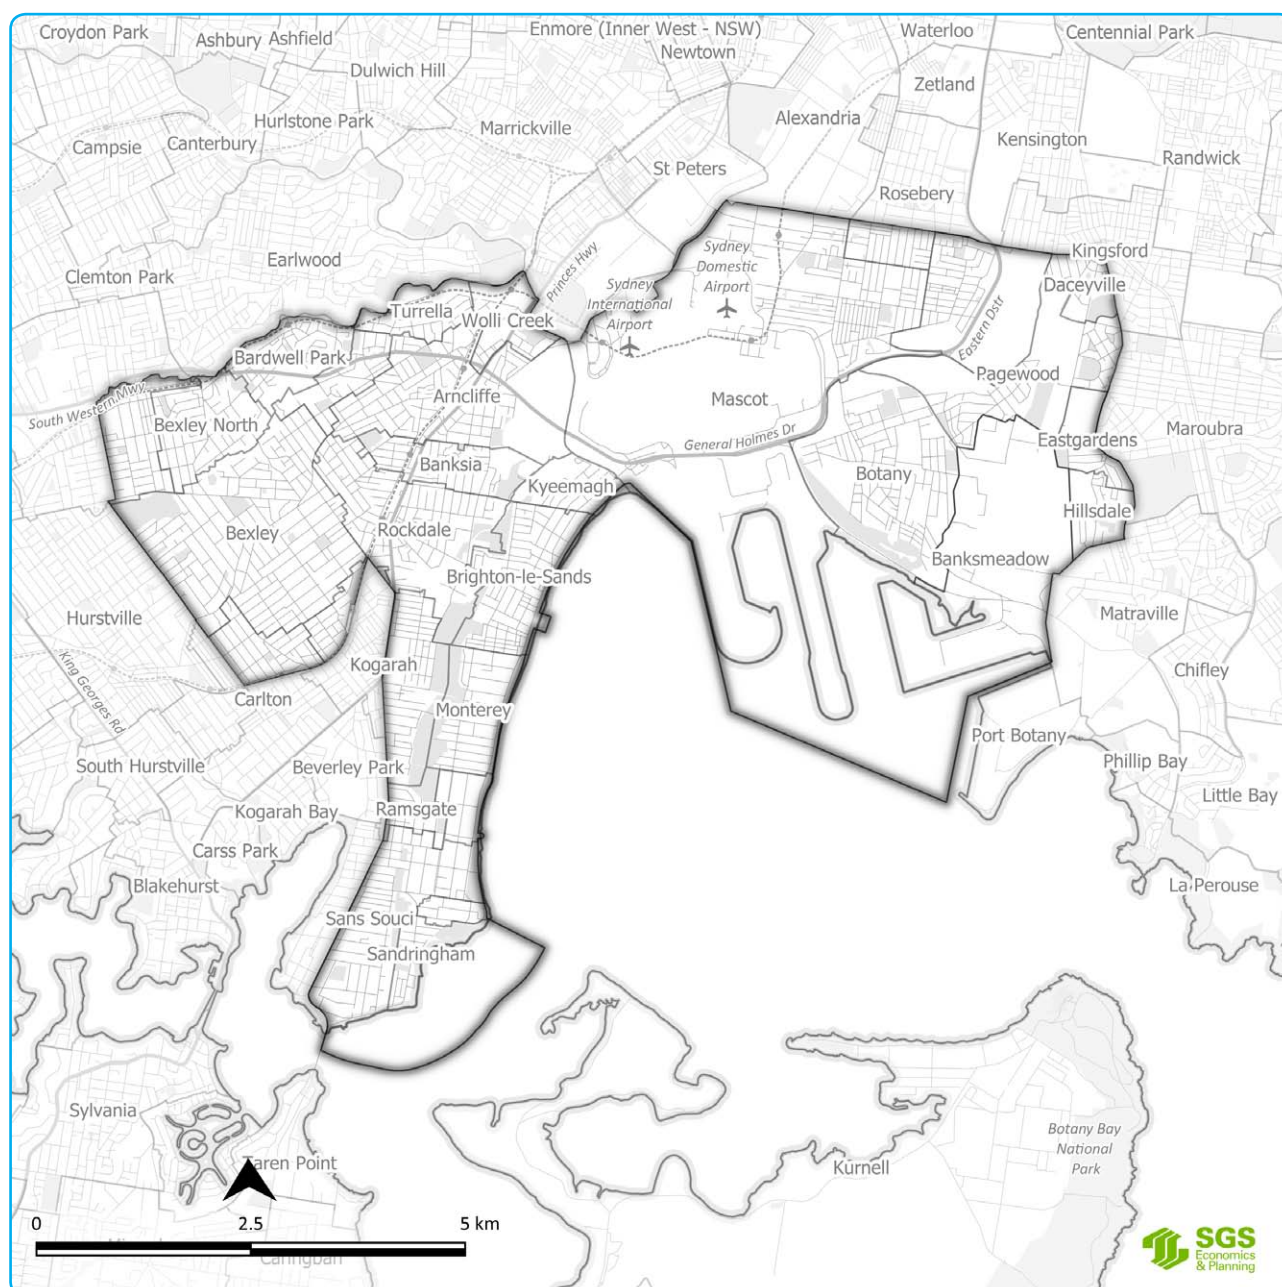 Croydon Park
Ashbury
Ashfield
Enmore (Inner West - NSW)
Newtown
Waterloo
Centennial Park
Dulwich Hill
Zetland
Hurlstone Park
Marrickville
Alexandria
Campsie
Canterbury
Kensington
Randwick
St Peters
Rosebery
Earlwood
Clemton Park
Princes Hwy
Sydney
Domestic
Airport
Sydney
International
Airport
Kingsford
Daceyville
Turrella
Wolli Creek
Eastern Dstr
Bardwell Park
South Western Mwy
Arncliffe
Mascot
Pagewood
Bexley North
General Holmes Dr
Eastgardens
Maroubra
Banksia
Kyeemagh
Botany
Hillsdale
Bexley
Rockdale
Brighton-le-Sands
Banksmeadow
Hurstville
Matraville
King Georges Rd
Kogarah
Chifley
Carlton
Monterey
Port Botany
South Hurstville
Beverley Park
Phillip Bay
Little Bay
Kogarah Bay
Ramsgate
Carss Park
Blakehurst
La Perouse
Sans Souci
Sandringham
Sylvania
Botany Bay
National
Park
Taren Point
Kurnell
0
2.5
5 km
Caringbah
SGS
Economics
& Planning